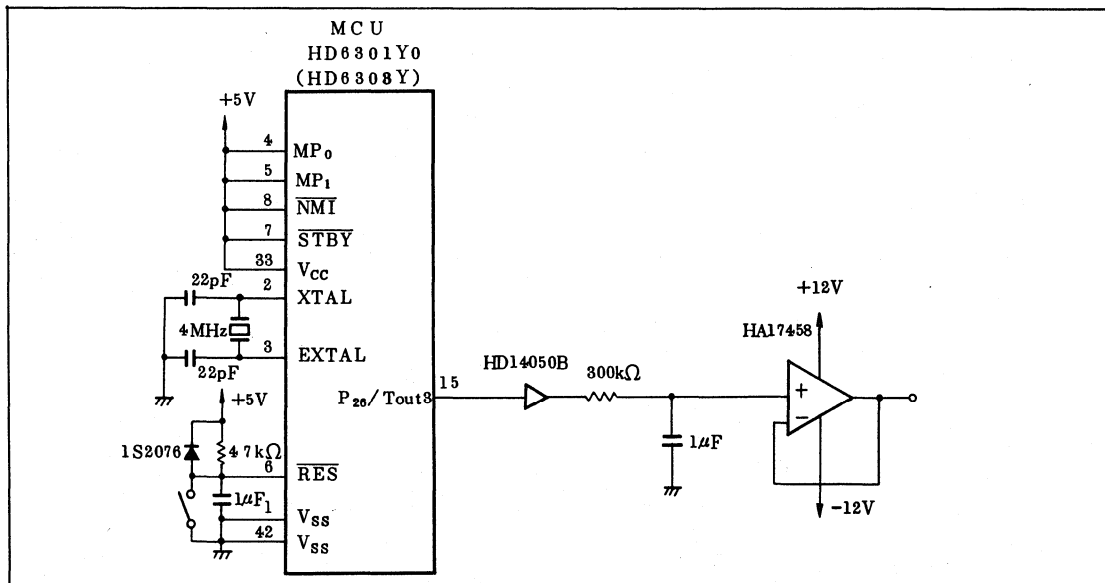 MCU
HD6301Y0
(HD6303Y)
+5V
4
MP₀
5
MP₁
8
NMI
7
STBY
33
VCC
22pF
2
XTAL
4MHz
3
EXTAL
22pF
+5V
1S2076
47kΩ
6
RES
1μF
1
VSS
42
VSS
P₂₆/Tout3
15
HD14050B
300kΩ
1μF
+12V
HA17458
+
−
-12V